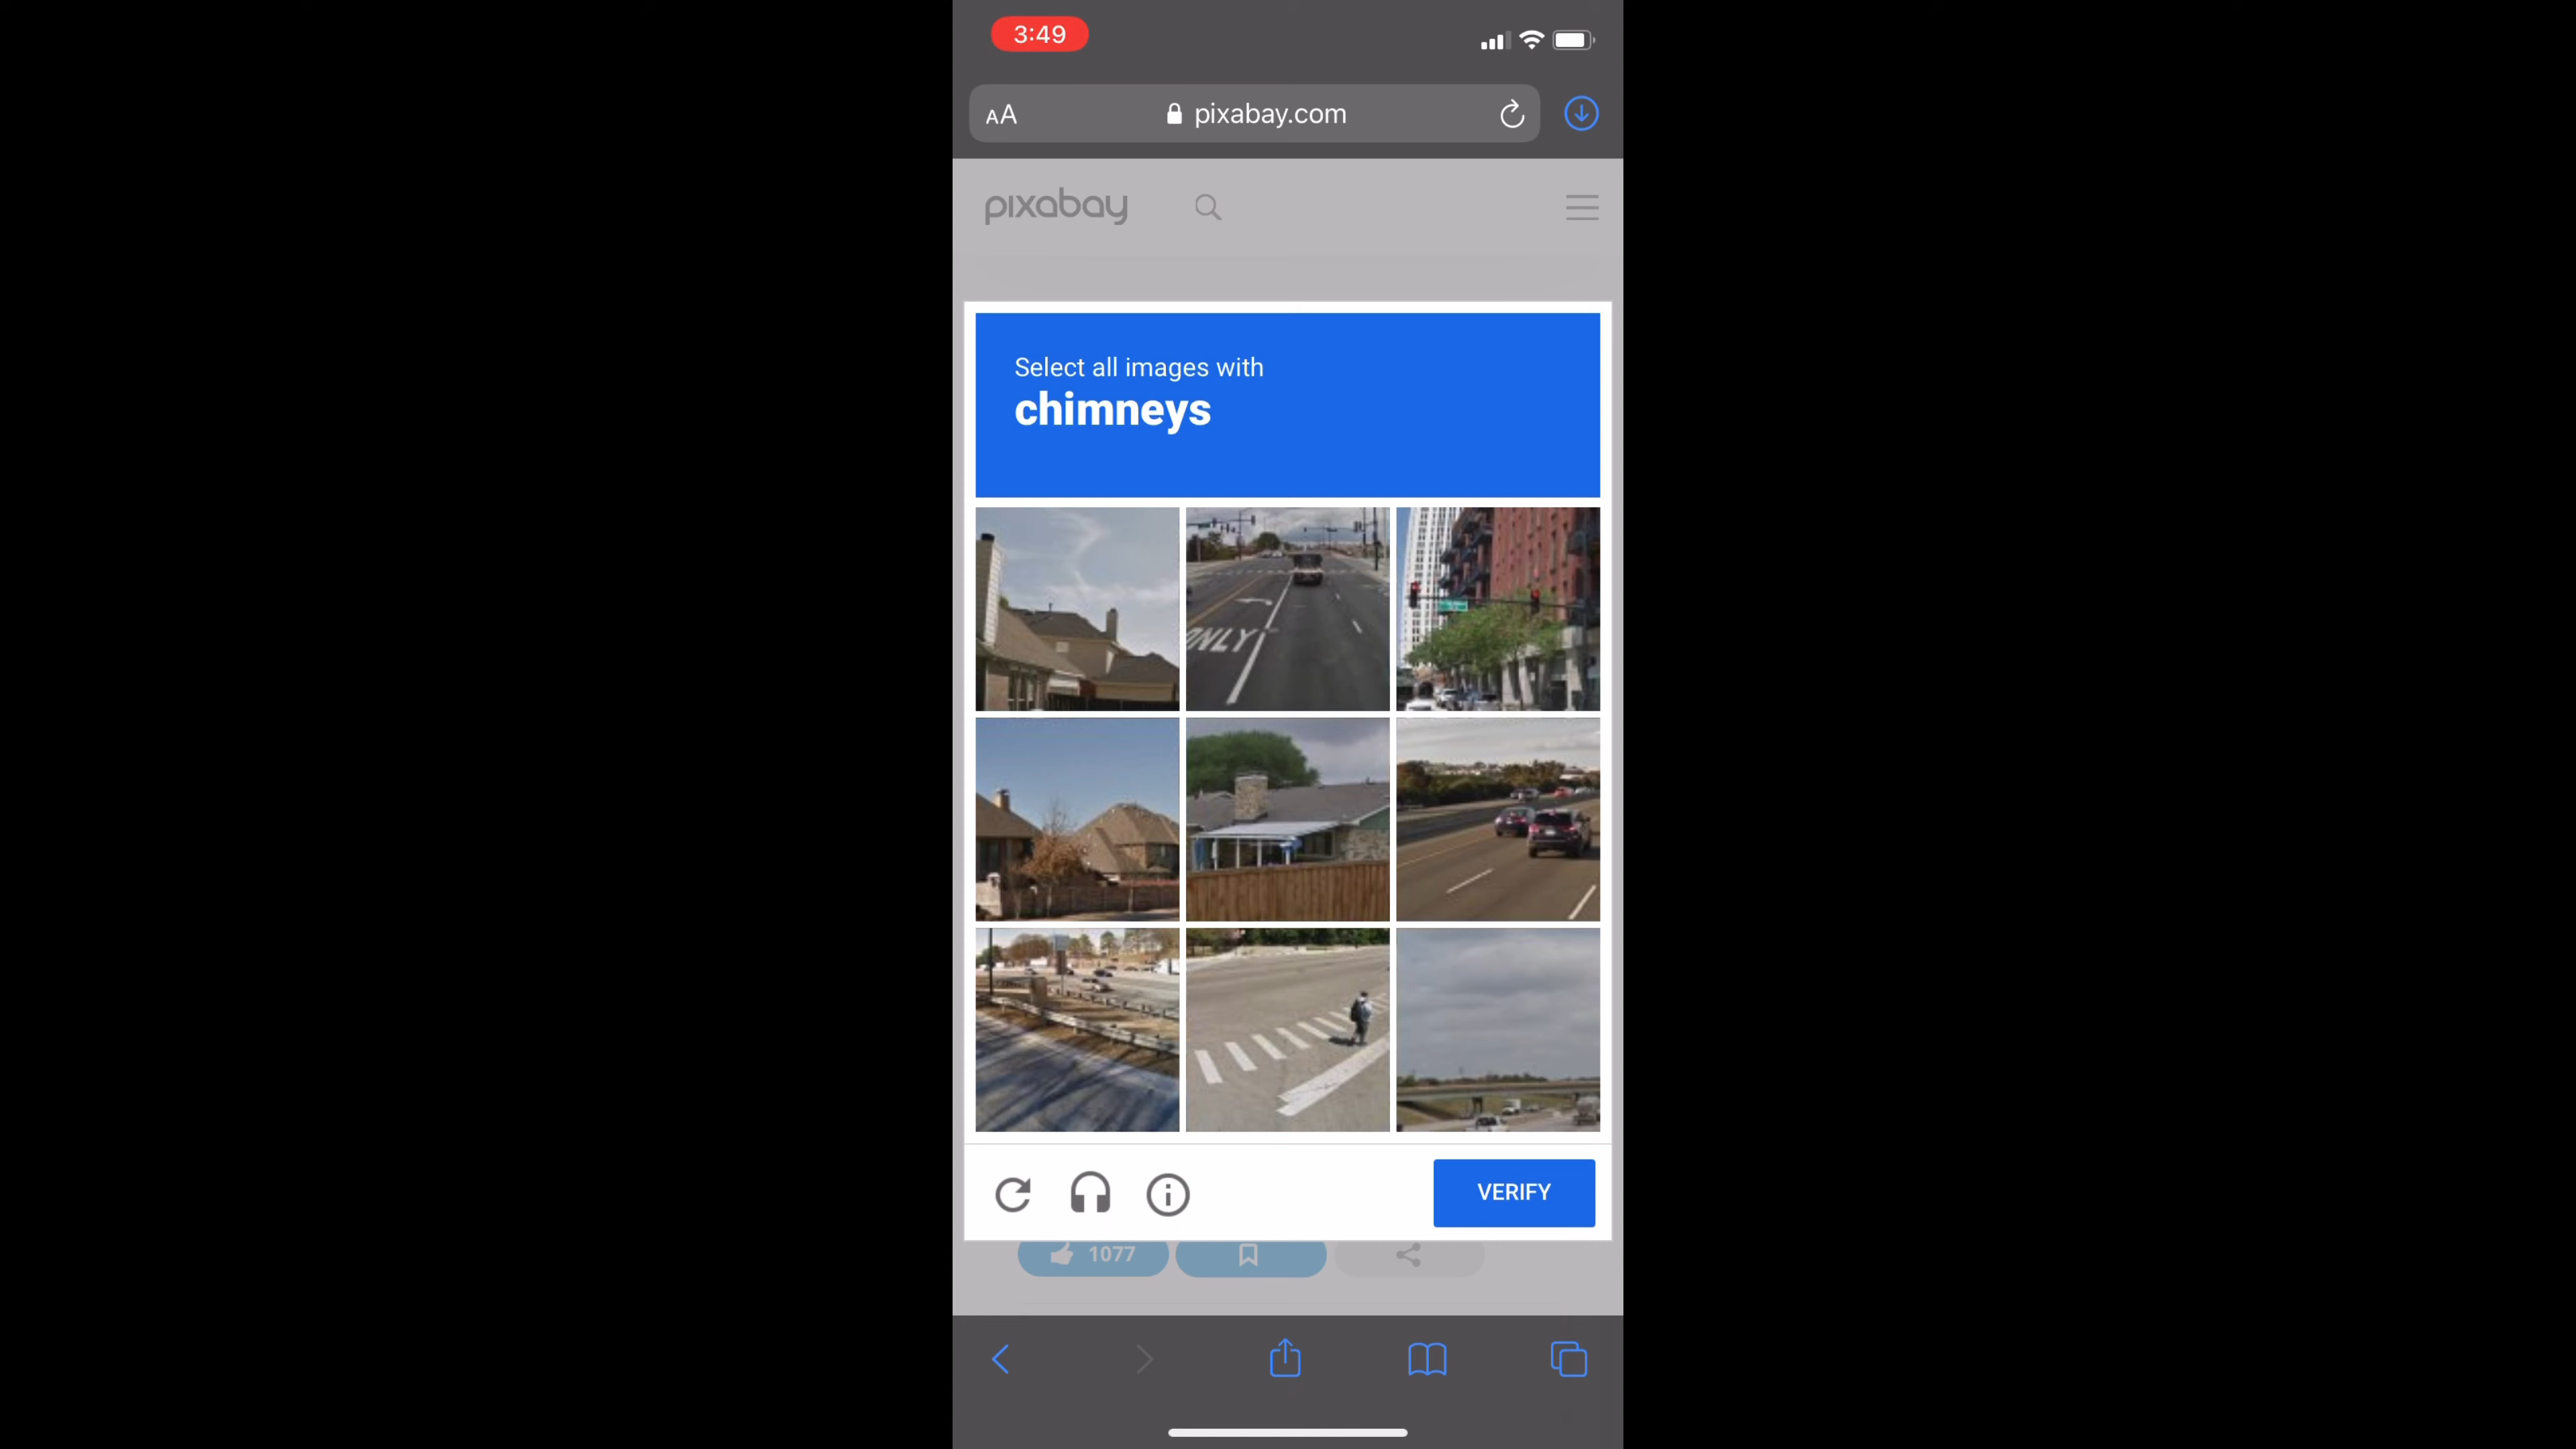 3:49
AA pixabay.com
pixabay
Select all images with
chimneys
ONLY
VERIFY
1077